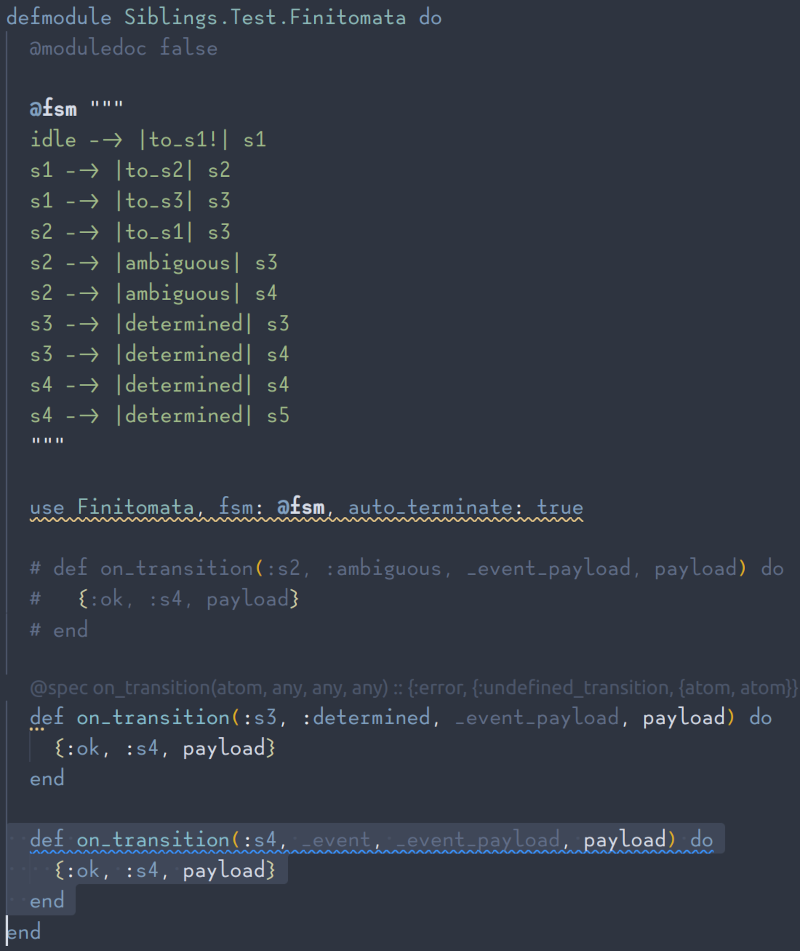 defmodule Siblings.Test.Finitomata do
  @moduledoc false

  @fsm """
  idle --> |to_s1!| s1
  s1 --> |to_s2| s2
  s1 --> |to_s3| s3
  s2 --> |to_s1| s3
  s2 --> |ambiguous| s3
  s2 --> |ambiguous| s4
  s3 --> |determined| s3
  s3 --> |determined| s4
  s4 --> |determined| s4
  s4 --> |determined| s5
  """

  use Finitomata, fsm: @fsm, auto_terminate: true

  # def on_transition(:s2, :ambiguous, _event_payload, payload) do
  #   {:ok, :s4, payload}
  # end

  @spec on_transition(atom, any, any, any) :: {:error, {:undefined_transition, {atom, atom}}
  def on_transition(:s3, :determined, _event_payload, payload) do
    {:ok, :s4, payload}
  end

  def on_transition(:s4, _event, _event_payload, payload) do
    {:ok, :s4, payload}
  end
end